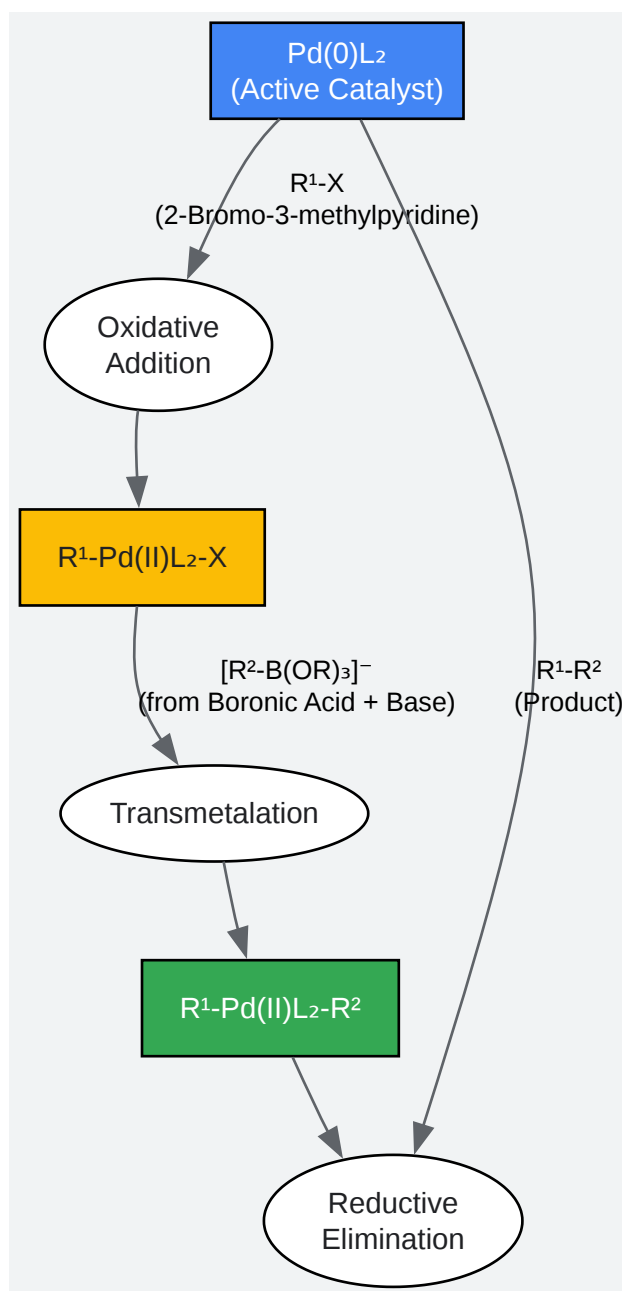 Pd(0)L₂
(Active Catalyst)
R¹-X
(2-Bromo-3-methylpyridine)
Oxidative
Addition
R¹-Pd(II)L₂-X
[R²-B(OR)₃]⁻
(from Boronic Acid + Base)
R¹-R²
(Product)
Transmetalation
R¹-Pd(II)L₂-R²
Reductive
Elimination